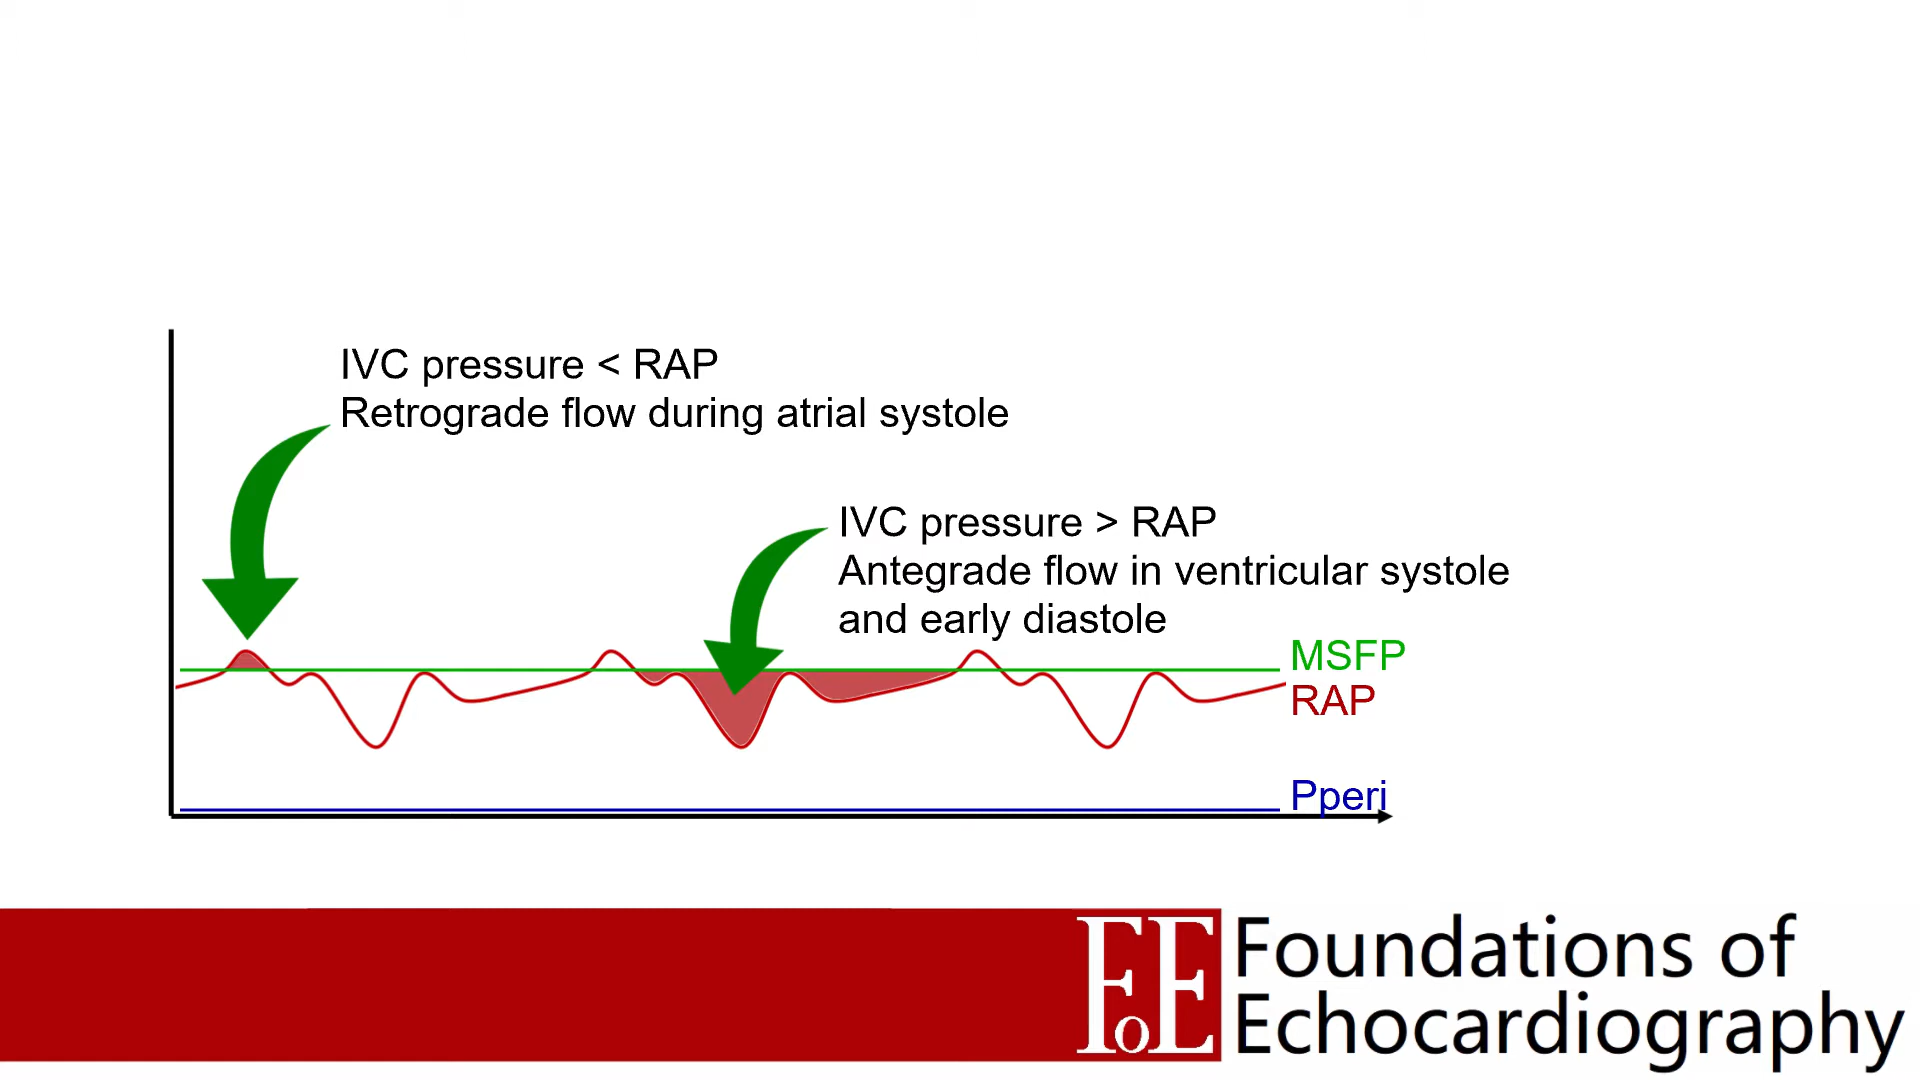 IVC pressure < RAP
Retrograde flow during atrial systole
IVC pressure > RAP
Antegrade flow in ventricular systole
and early diastole
MSFP
RAP
Pperi
FoE
Foundations of
Echocardiography